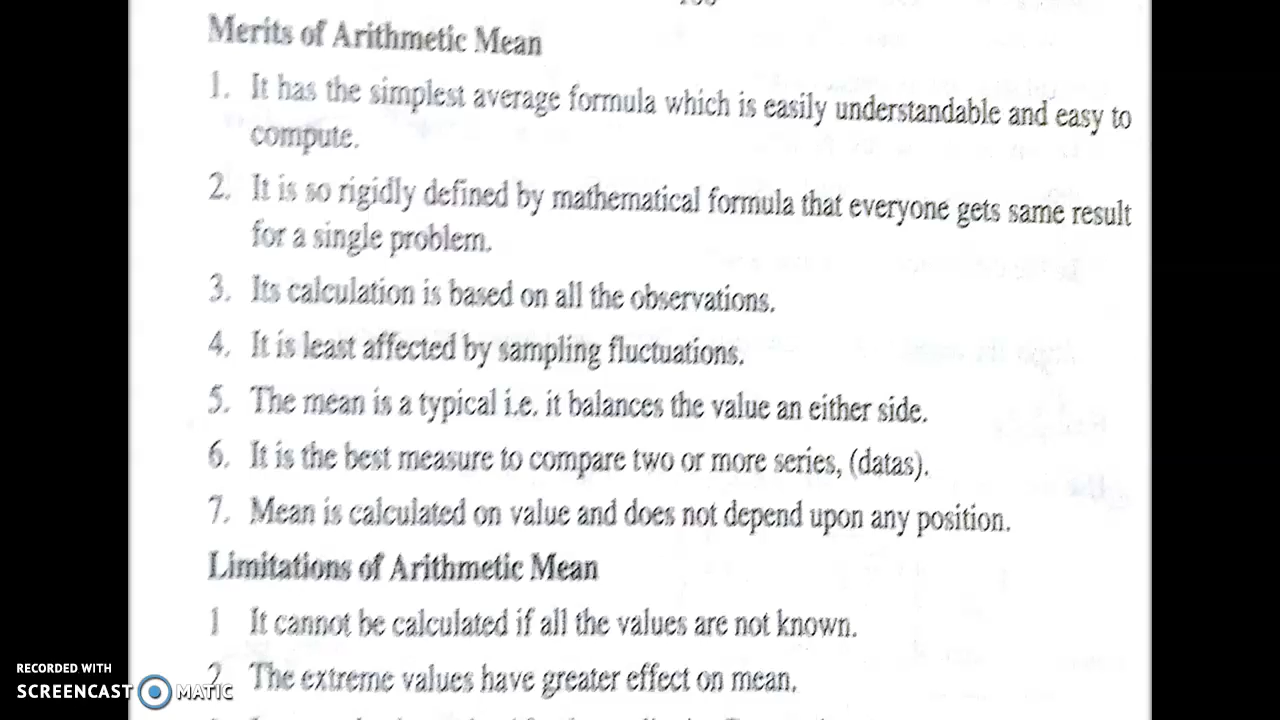 Merits of Arithmetic Mean
1. It has the simplest average formula which is easily understandable and easy to
compute.
2. It is so rigidly defined by mathematical formula that everyone gets same result
for a single problem.
3. Its calculation is based on all the observations.
4. It is least affected by sampling fluctuations.
5. The mean is a typical i.e. it balances the value an either side.
6. It is the best measure to compare two or more series, (datas).
7. Mean is calculated on value and does not depend upon any position.
Limitations of Arithmetic Mean
1 It cannot be calculated if all the values are not known.
2 The extreme values have greater effect on mean.
RECORDED WITH
SCREENCAST MATIC